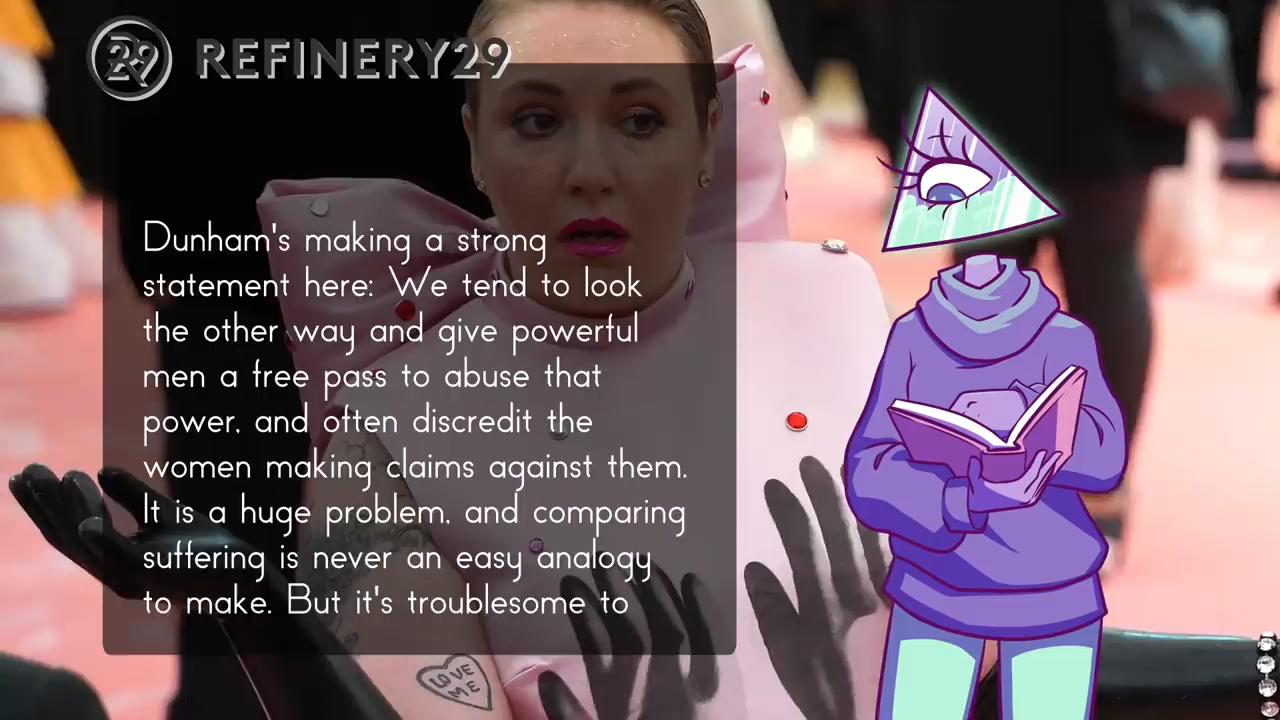 29 REFINERY29
Dunham's making a strong
statement here: We tend to look
the other way and give powerful
men a free pass to abuse that
power, and often discredit the
women making claims against them.
It is a huge problem, and comparing
suffering is never an easy analogy
to make. But it's troublesome to
LOVE
ME